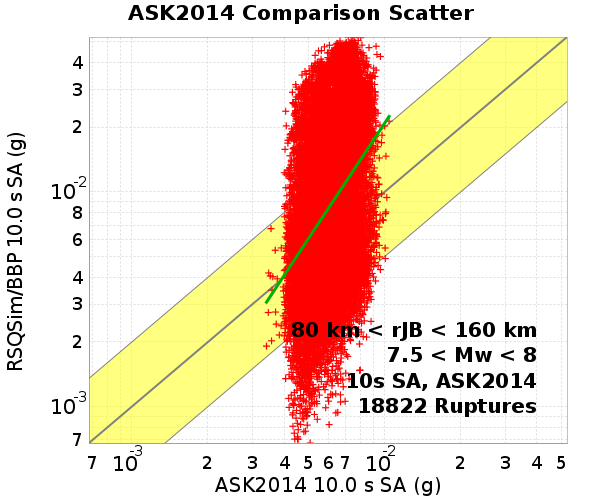 ASK2014 Comparison Scatter
RSQSim/BBP 10.0 s SA (g)
4
3
2
10-2
8
6
4
3
2
10-3
7
80 km < rJB < 160 km
7.5 < Mw < 8
10s SA, ASK2014
18822 Ruptures
7 10-3 2 3 4 5 6 7 10-2 2 3 4 5
ASK2014 10.0 s SA (g)